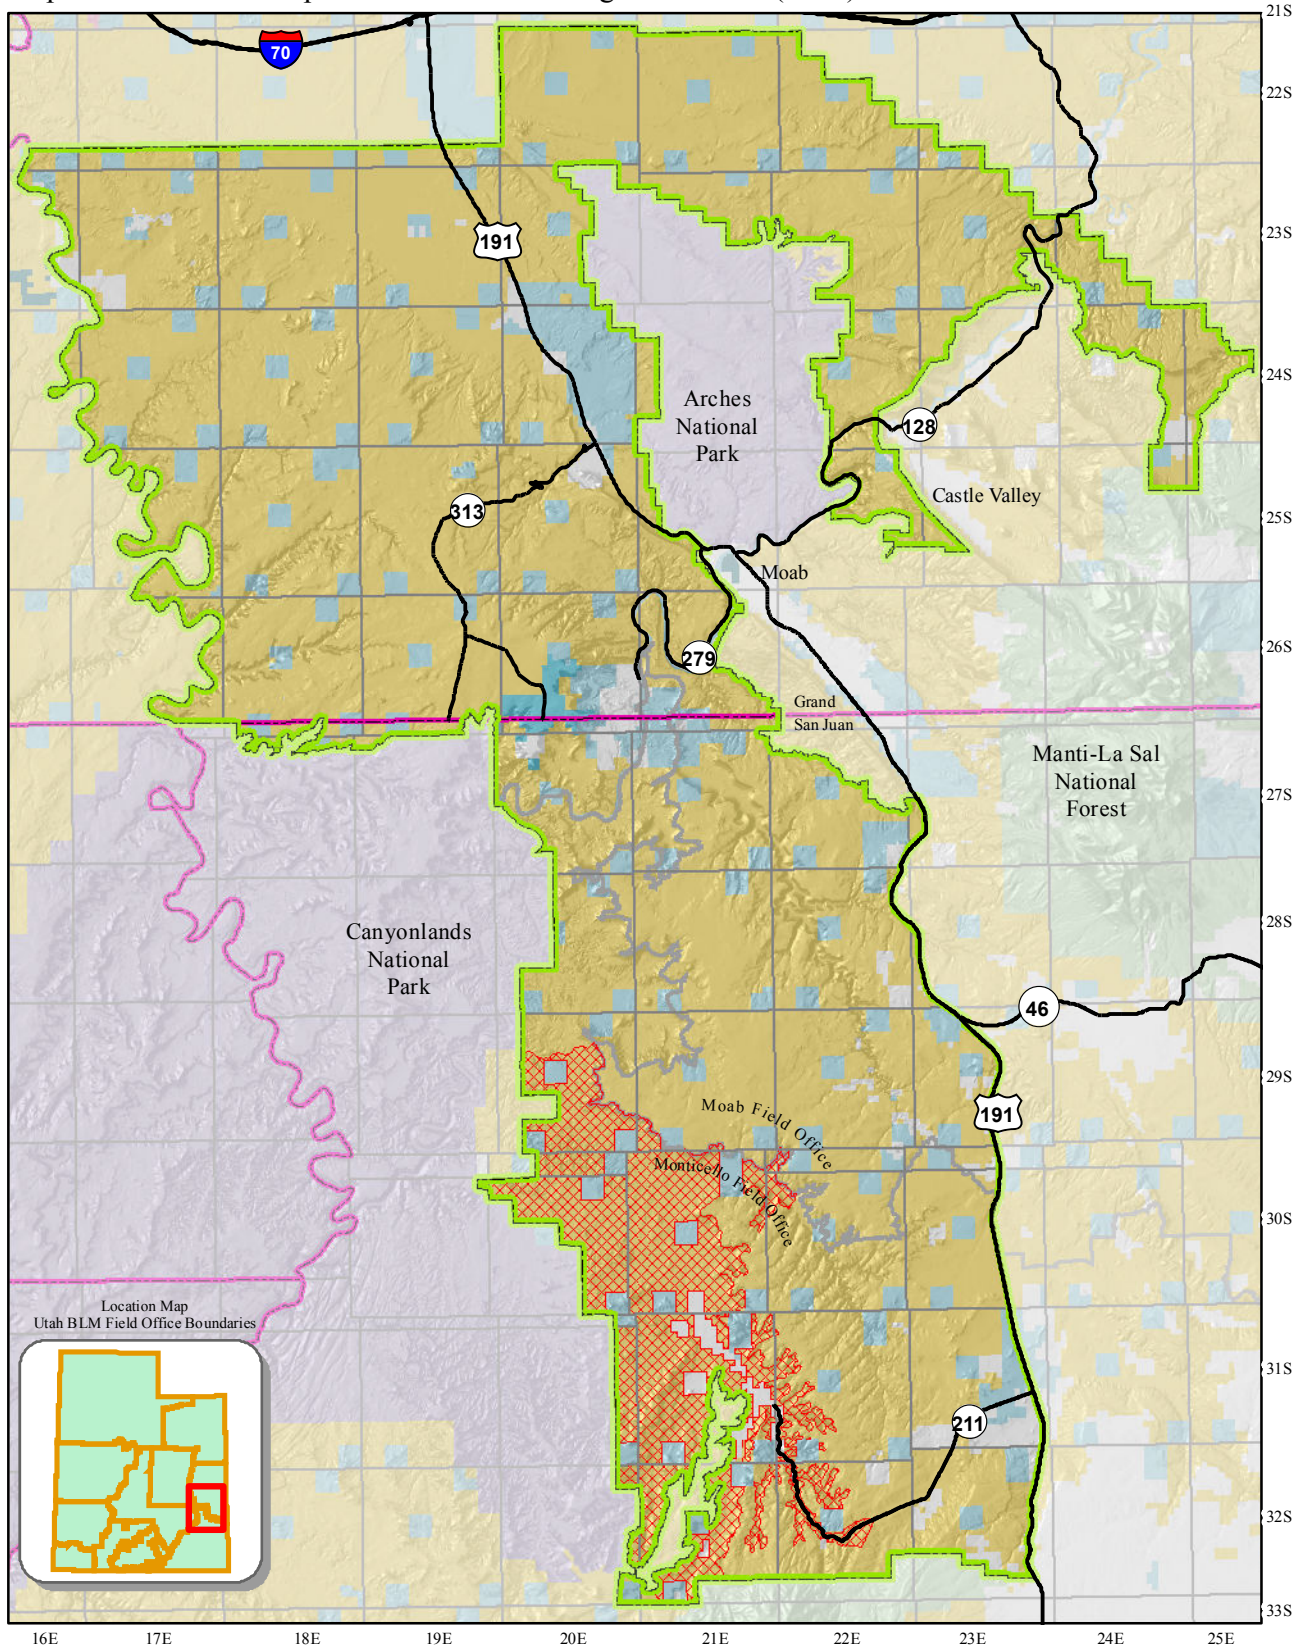 21S
70
22S
191
23S
24S
Arches
National
Park
128
Castle Valley
313
25S
Moab
279
26S
Grand
San Juan
Manti-La Sal
National
Forest
27S
Canyonlands
National
Park
28S
46
29S
Moab Field Office
191
Monticello Field Office
30S
Location Map
Utah BLM Field Office Boundaries
31S
211
32S
33S
16E 17E 18E 19E 20E 21E 22E 23E 24E 25E